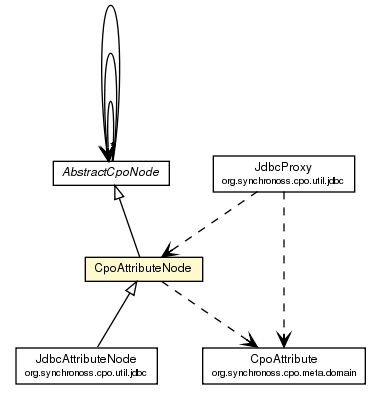 AbstractCpoNode
JdbcProxy
org.synchronoss.cpo.util.jdbc
CpoAttributeNode
JdbcAttributeNode
org.synchronoss.cpo.util.jdbc
CpoAttribute
org.synchronoss.cpo.meta.domain